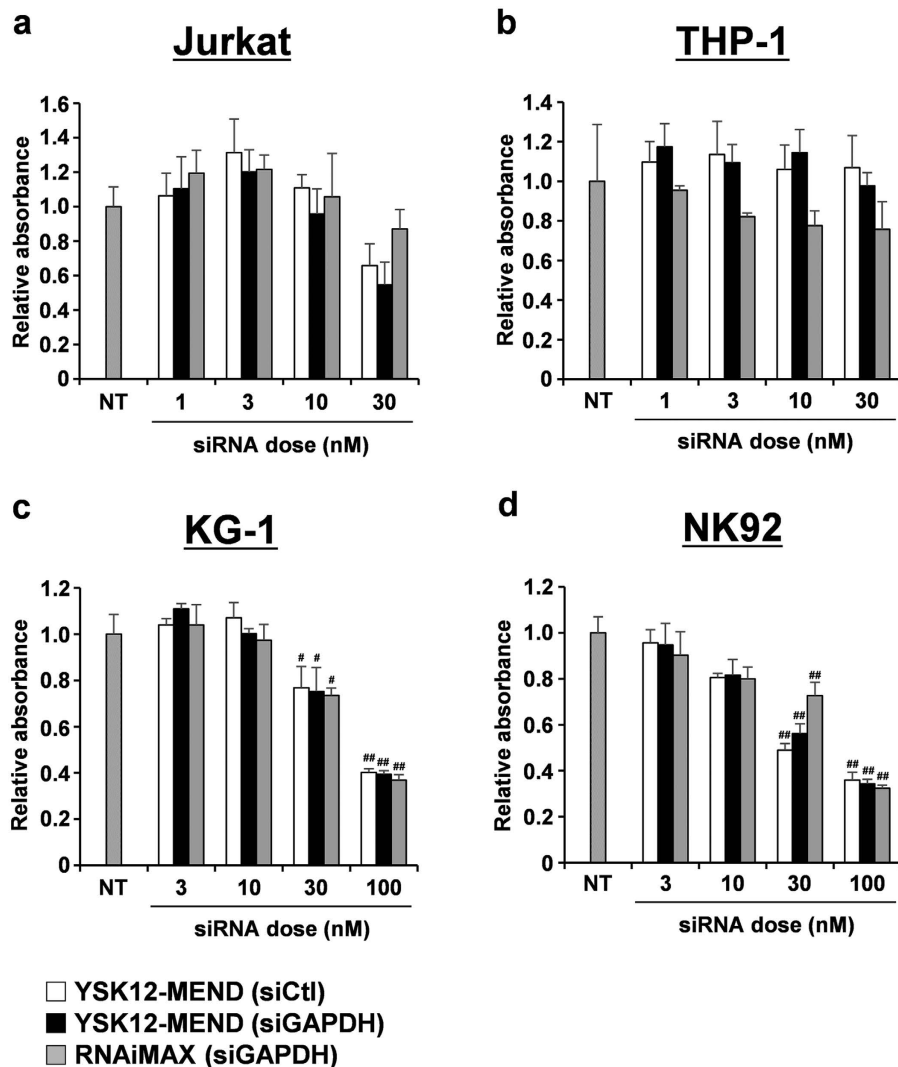 a
Jurkat
Relative absorbance
1.6
1.4
1.2
1.0
0.8
0.6
0.4
0.2
0
NT 1 3 10 30
siRNA dose (nM)
b
THP-1
Relative absorbance
1.4
1.2
1.0
0.8
0.6
0.4
0.2
0
NT 1 3 10 30
siRNA dose (nM)
c
KG-1
Relative absorbance
1.2
1.0
0.8
0.6
0.4
0.2
0
# # #
## ## ##
NT 3 10 30 100
siRNA dose (nM)
d
NK92
Relative absorbance
1.2
1.0
0.8
0.6
0.4
0.2
0
## ## ##
## ## ##
NT 3 10 30 100
siRNA dose (nM)
YSK12-MEND (siCtl)
YSK12-MEND (siGAPDH)
RNAiMAX (siGAPDH)